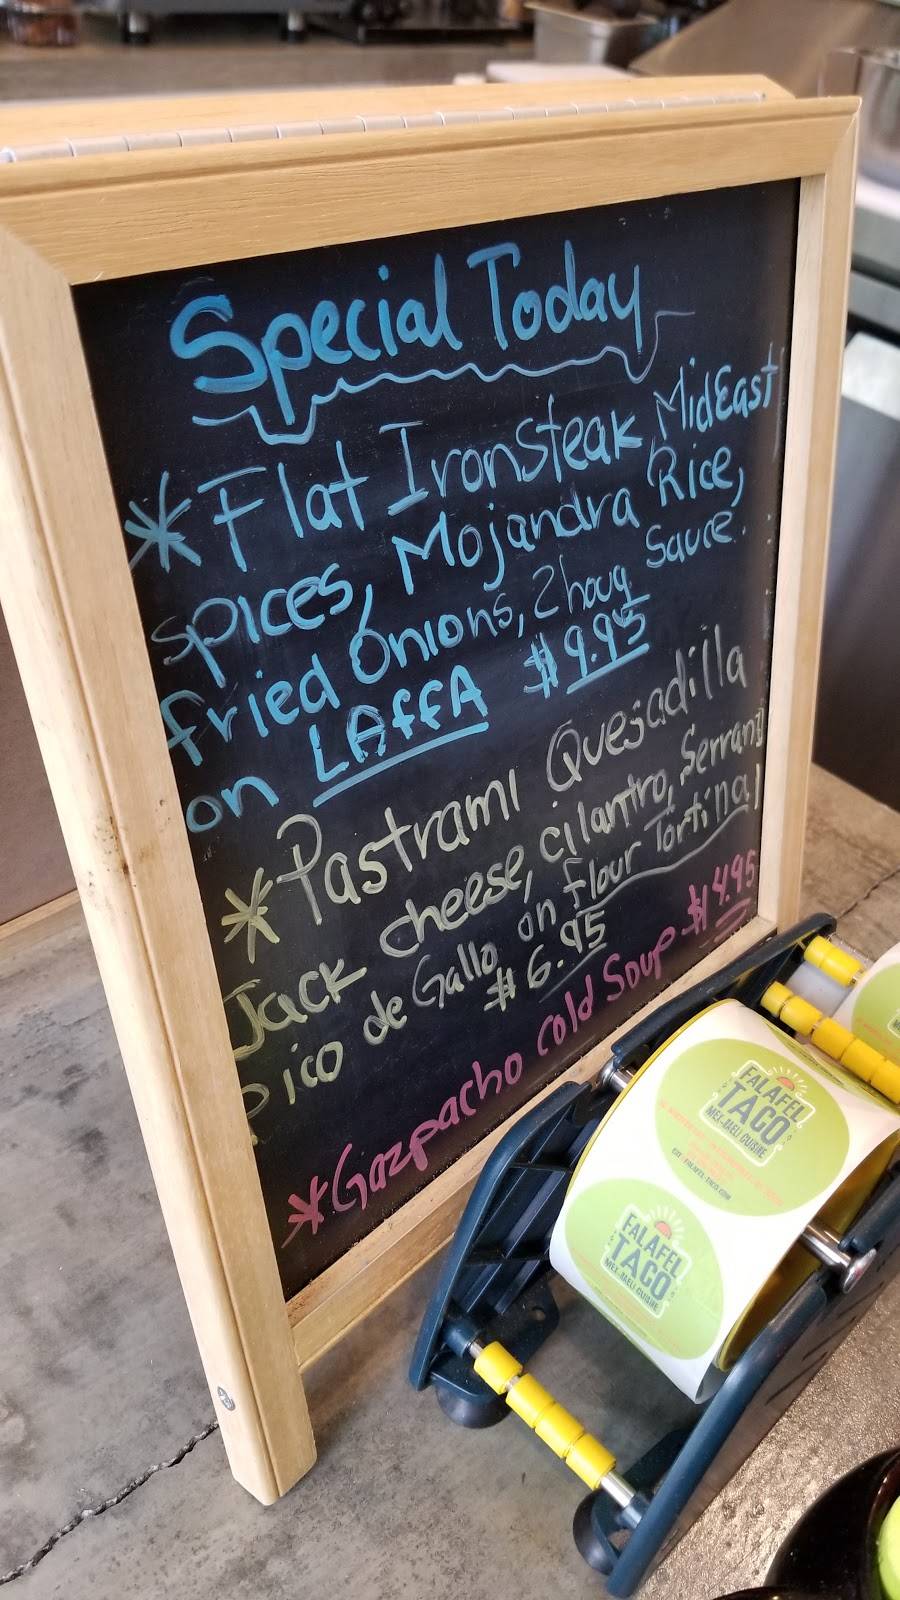 Special Today
*Flat Ironsteak MidEast
spices, Mojandra Rice,
fried Onions, Zhoug Sauce.
on LAffA $9.95
*Pastrami Quesadilla
Jack cheese, cilantro, Serrano
Pico de Gallo on flour Tortilla
$6.95
*Gazpacho cold Soup $4.95
FALAFEL
TACO
MEX-RAELI CUISINE
FALAFEL
TACO
MEX-RAELI CUISINE